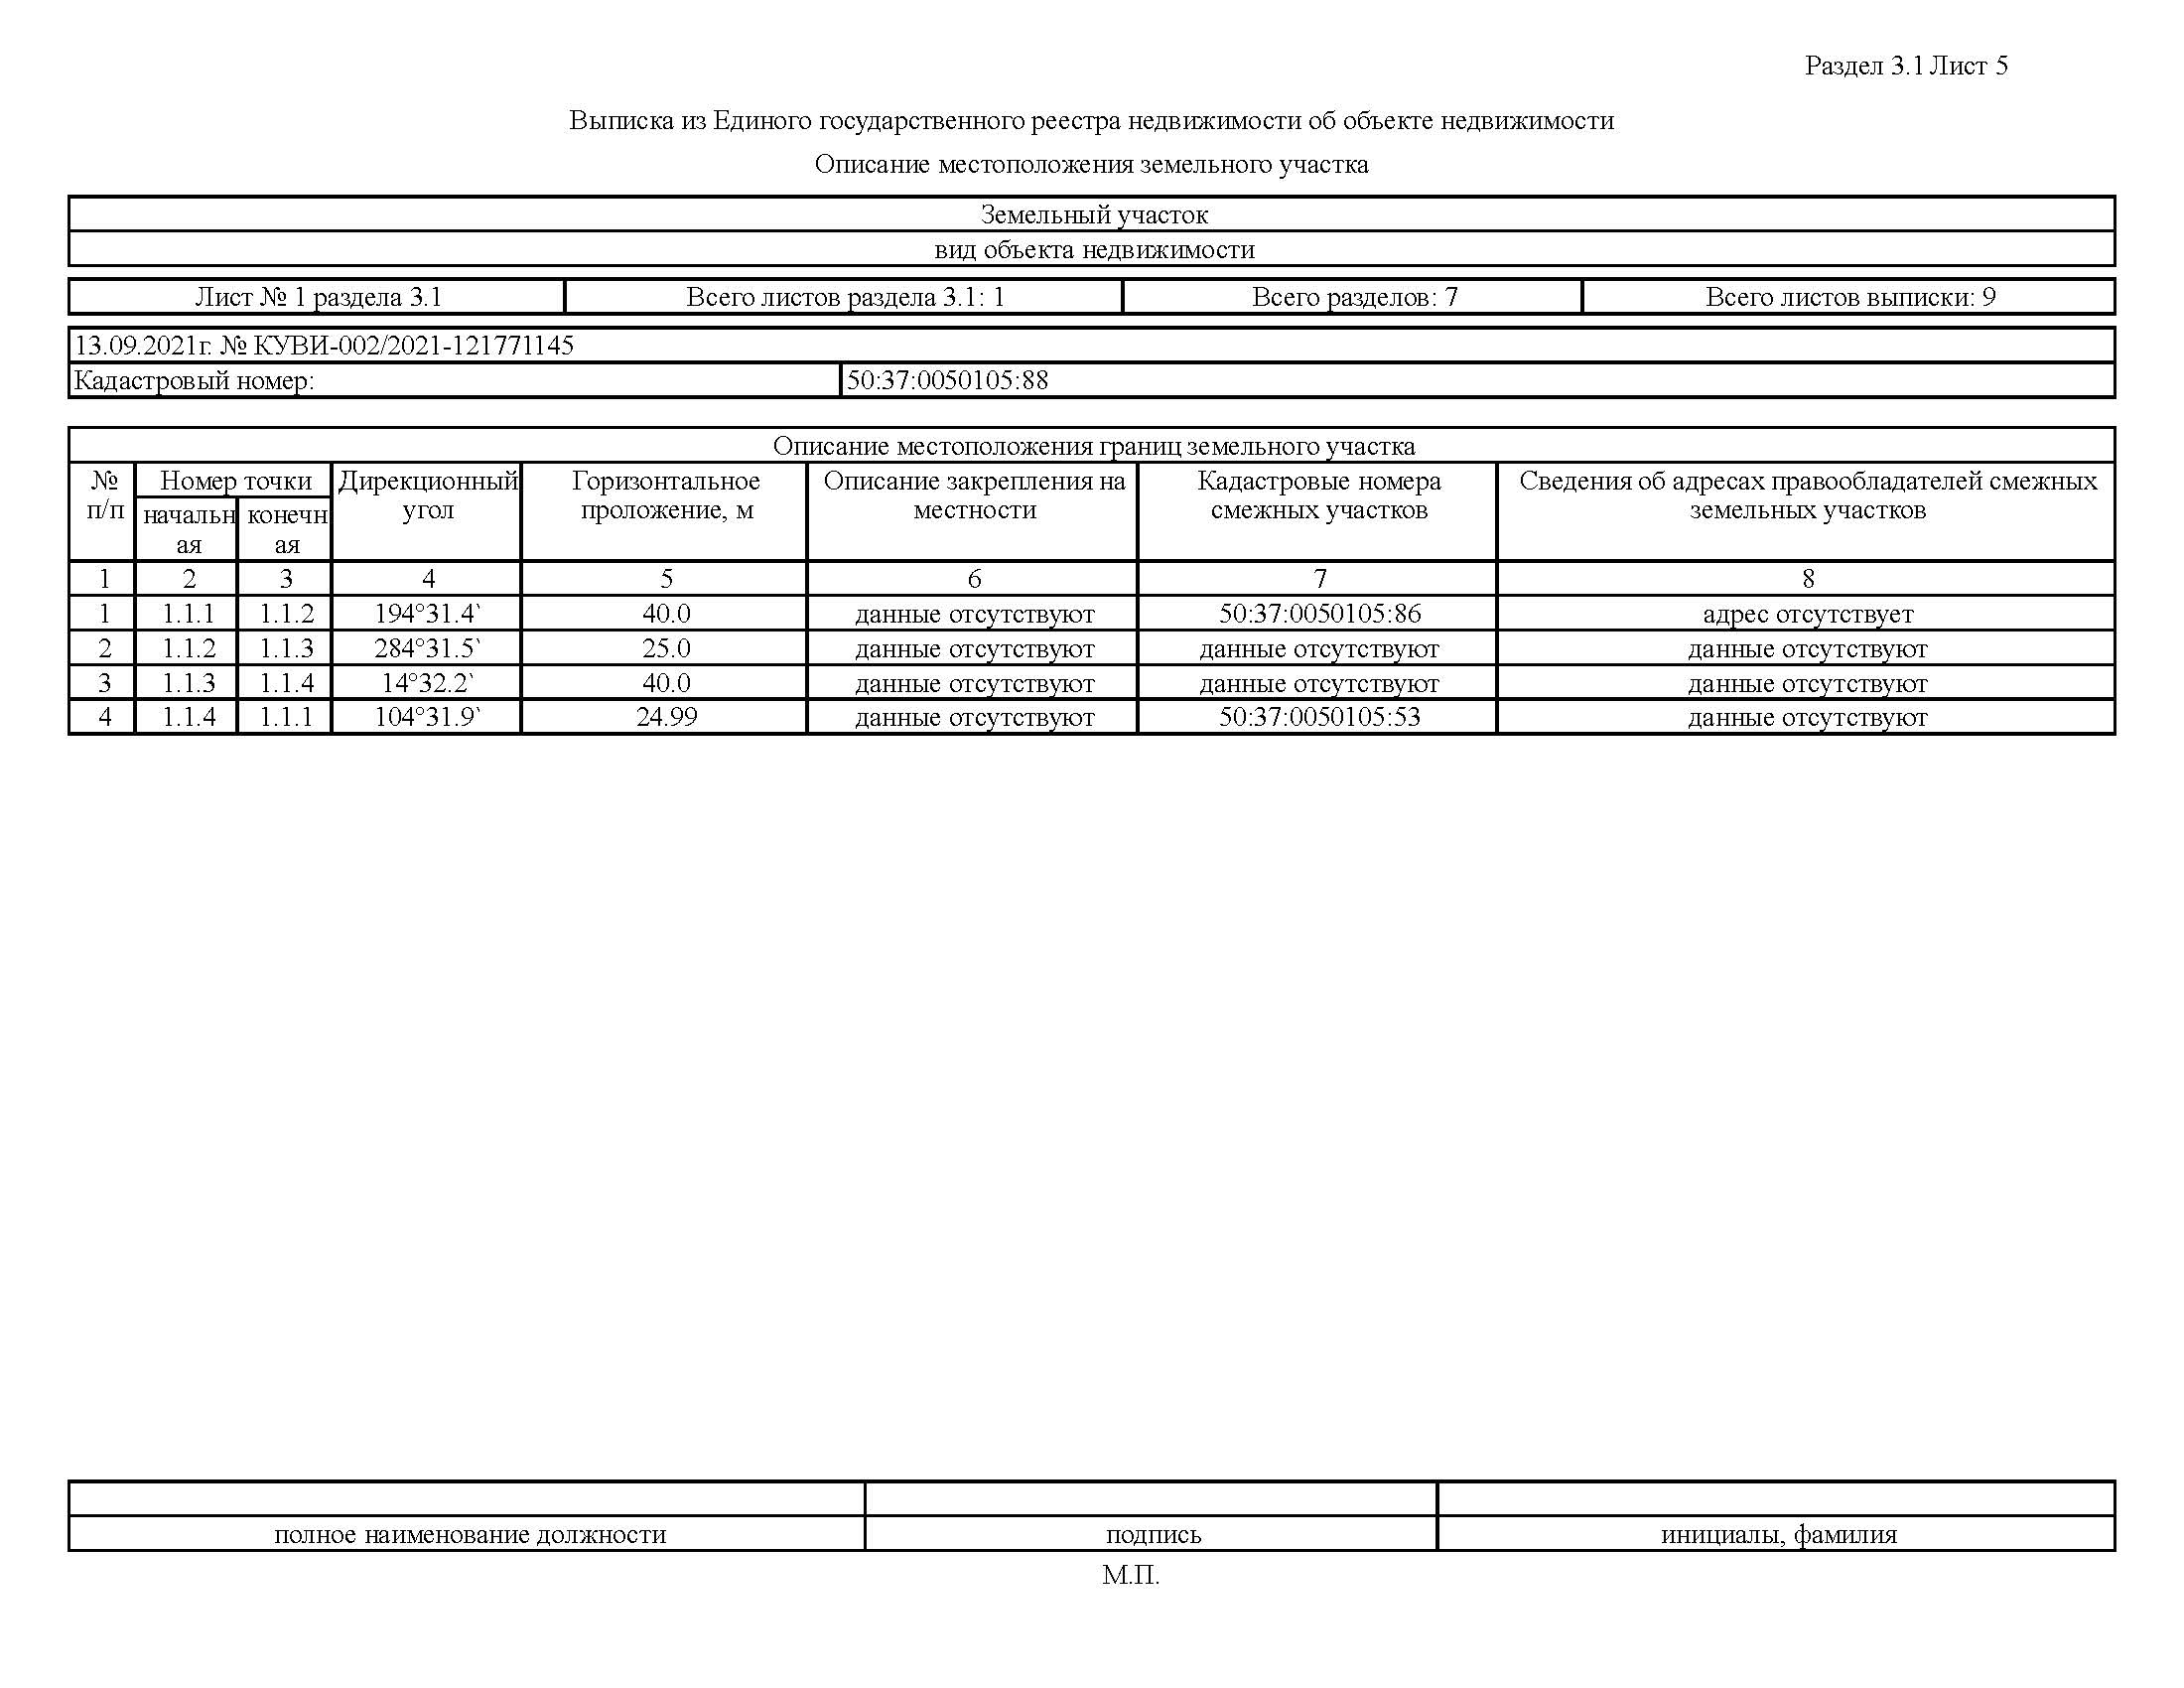 Раздел 3.1 Лист 5
Выписка из Единого государственного реестра недвижимости об объекте недвижимости
Описание местоположения земельного участка
Земельный участок
вид объекта недвижимости
Лист № 1 раздела 3.1 Всего листов раздела 3.1: 1 Всего разделов: 7 Всего листов выписки: 9
13.09.2021г. № КУВИ-002/2021-121771145
Кадастровый номер: 50:37:0050105:88
Описание местоположения границ земельного участка
№ Номер точки Дирекционный Горизонтальное Описание закрепления на Кадастровые номера Сведения об адресах правообладателей смежных
п/п начальн конечн угол проложение, м местности смежных участков земельных участков
ая ая
1 2 3 4 5 6 7 8
1 1.1.1 1.1.2 194°31.4` 40.0 данные отсутствуют 50:37:0050105:86 адрес отсутствует
2 1.1.2 1.1.3 284°31.5` 25.0 данные отсутствуют данные отсутствуют данные отсутствуют
3 1.1.3 1.1.4 14°32.2` 40.0 данные отсутствуют данные отсутствуют данные отсутствуют
4 1.1.4 1.1.1 104°31.9` 24.99 данные отсутствуют 50:37:0050105:53 данные отсутствуют
полное наименование должности подпись инициалы, фамилия
М.П.